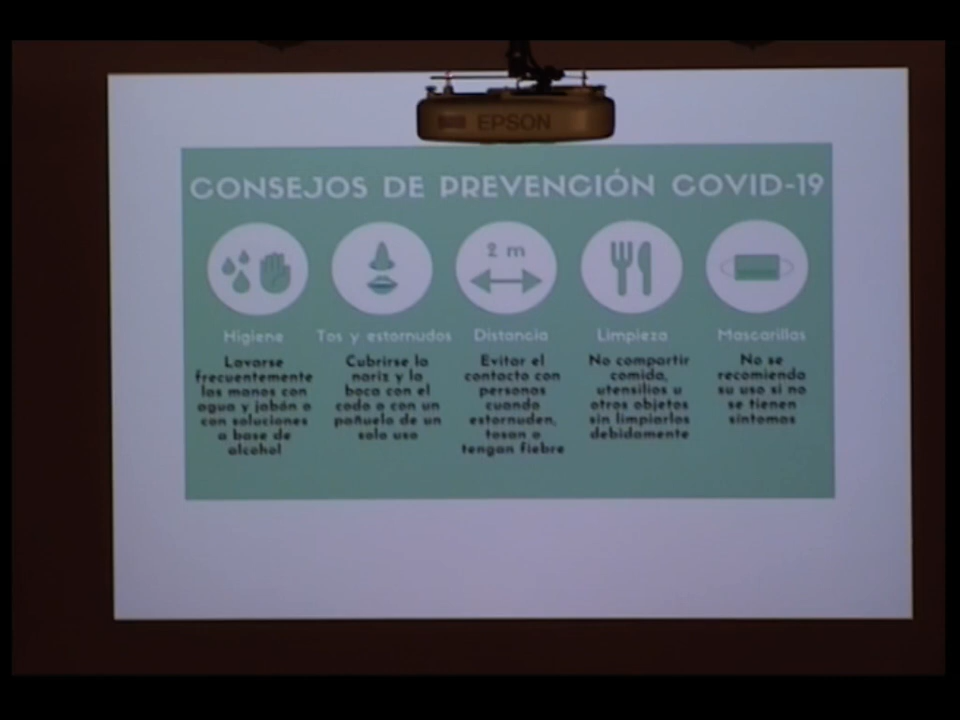 EPSON
CONSEJOS DE PREVENCIÓN COVID-19
2 m
Higiene
Lavarse
frecuentemente
las manos con
agua y jabón o
con soluciones
a base de
alcohol
Tos y estornudos
Cubrirse la
nariz y la
boca con el
codo o con un
pañuelo de un
solo uso
Distancia
Evitar el
contacto con
personas
cuando
estornuden,
tosan o
tengan fiebre
Limpieza
No compartir
comida,
utensilios u
otros objetos
sin limpiarlos
debidamente
Mascarillas
No se
recomienda
su uso si no
se tienen
síntomas